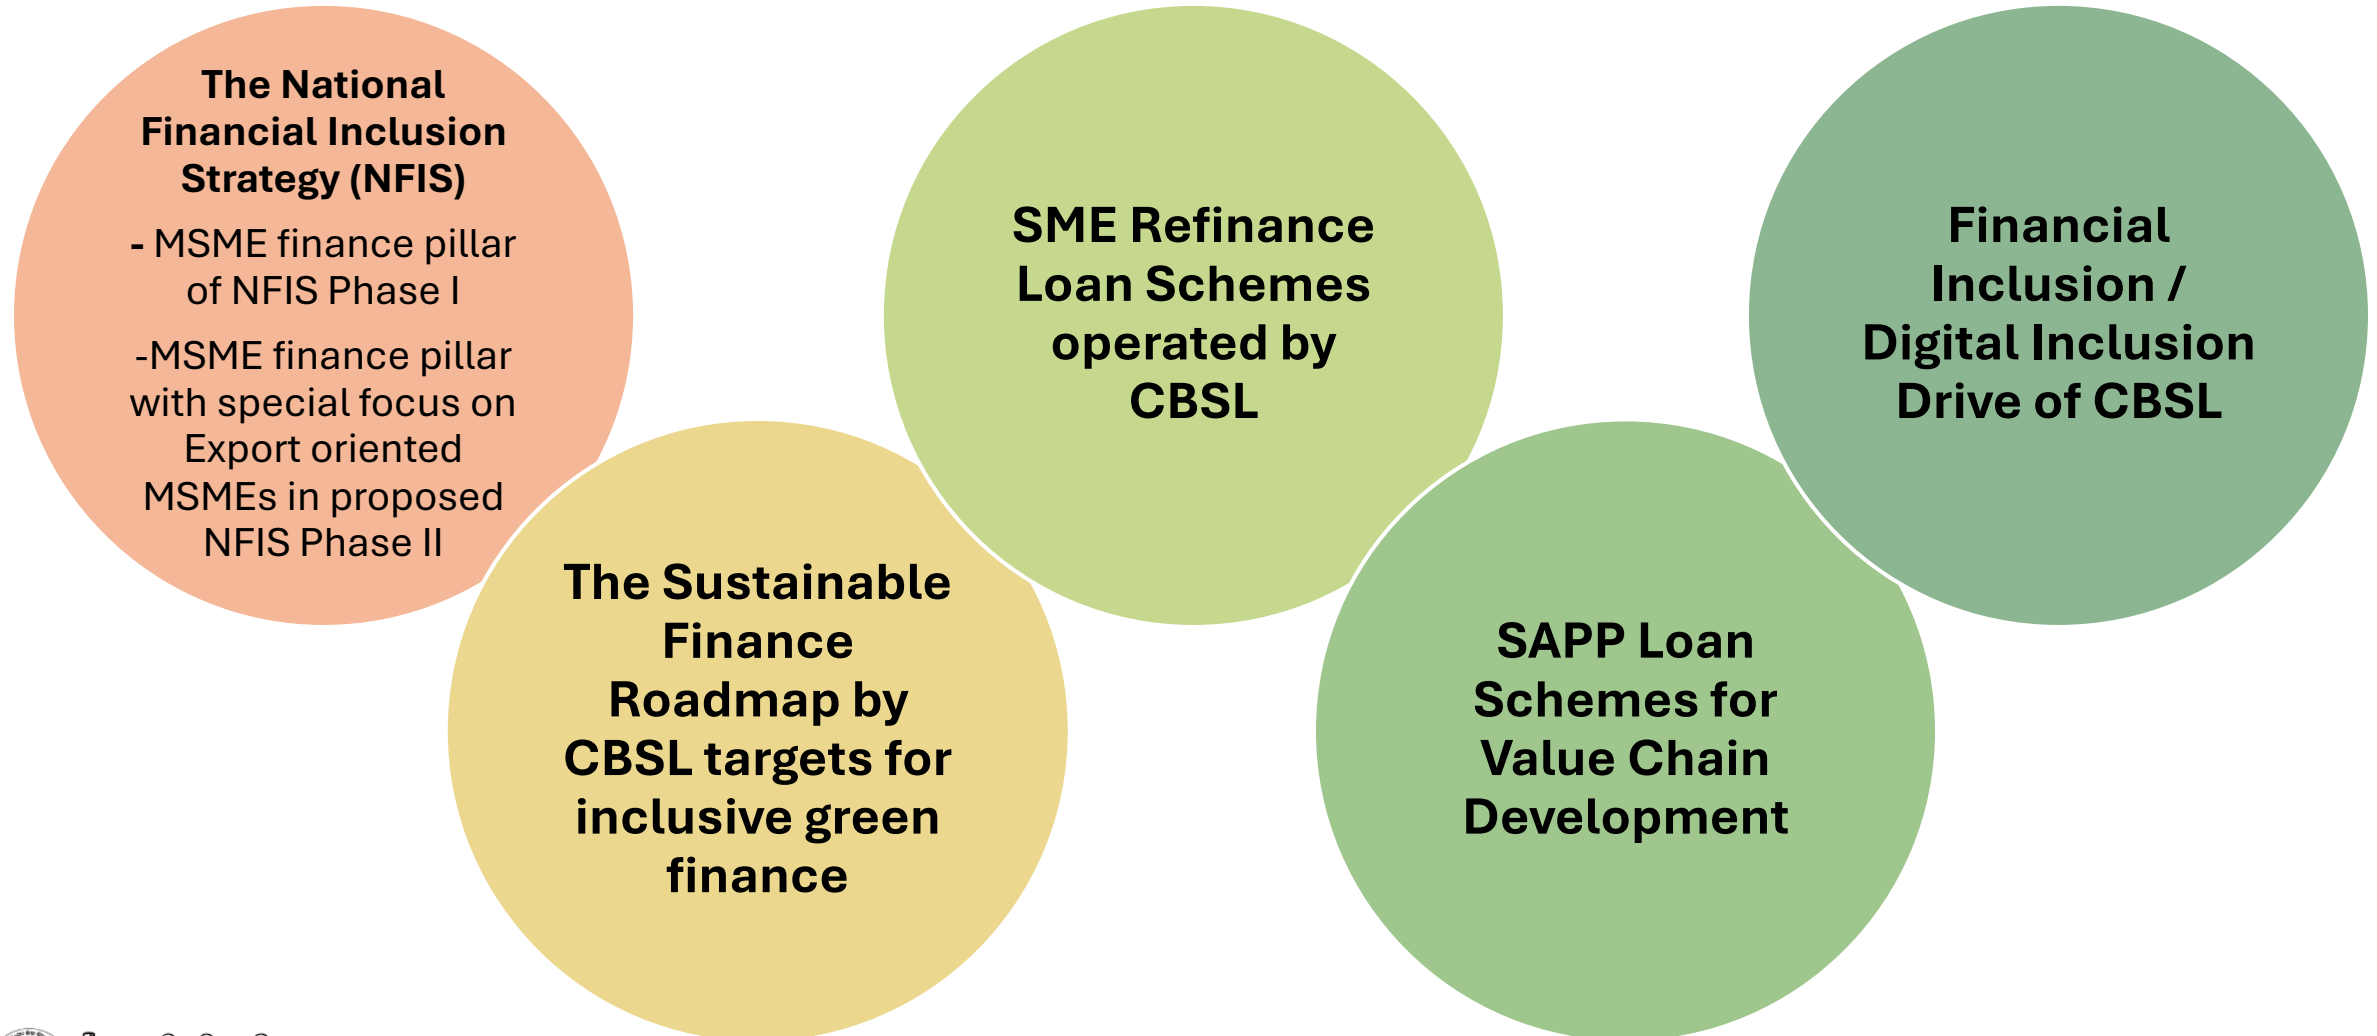 The National
Financial Inclusion
Strategy (NFIS)
- MSME finance pillar
of NFIS Phase I
-MSME finance pillar
with special focus on
Export oriented
MSMEs in proposed
NFIS Phase II
The Sustainable
Finance
Roadmap by
CBSL targets for
inclusive green
finance
SME Refinance
Loan Schemes
operated by
CBSL
SAPP Loan
Schemes for
Value Chain
Development
Financial
Inclusion /
Digital Inclusion
Drive of CBSL